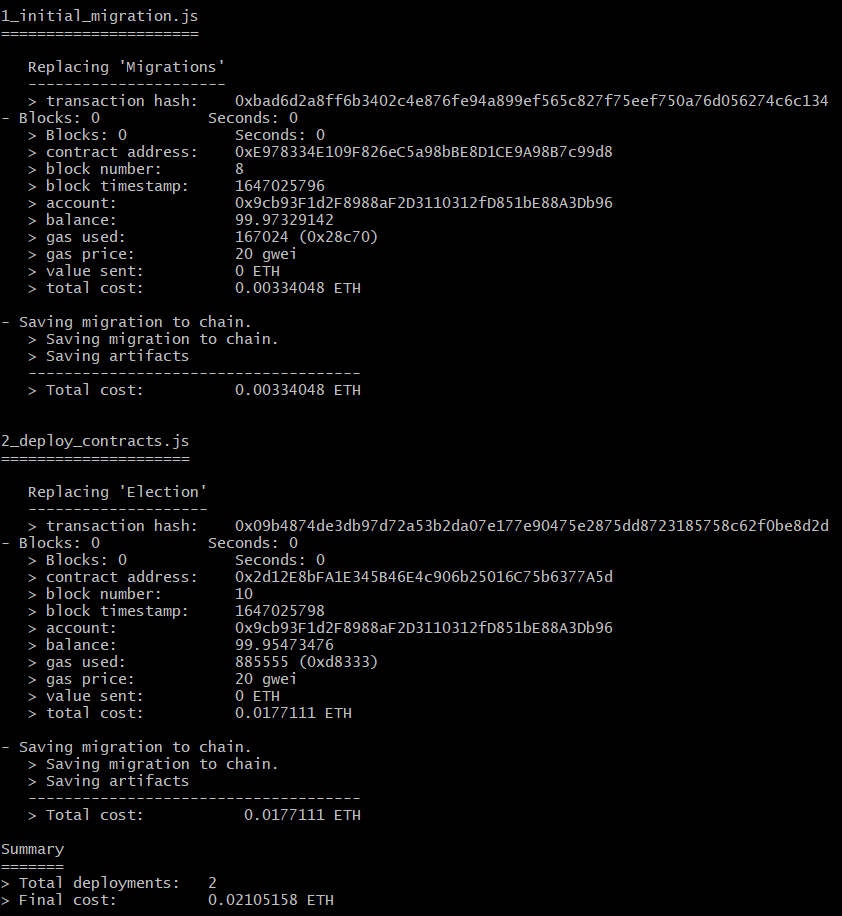 1_initial_migration.js
======================
Replacing 'Migrations'
----------------------
> transaction hash:    0xbad6d2a8ff6b3402c4e876fe94a899ef565c827f75eef750a76d056274c6c134
- Blocks: 0            Seconds: 0
> Blocks: 0            Seconds: 0
> contract address:    0xE978334E109F826eC5a98bBE8D1CE9A98B7c99d8
> block number:        8
> block timestamp:     1647025796
> account:             0x9cb93F1d2F8988aF2D3110312fD851bE88A3Db96
> balance:             99.97329142
> gas used:            167024 (0x28c70)
> gas price:           20 gwei
> value sent:          0 ETH
> total cost:          0.00334048 ETH
- Saving migration to chain.
> Saving migration to chain.
> Saving artifacts
-------------------------------------
> Total cost:          0.00334048 ETH
2_deploy_contracts.js
=====================
Replacing 'Election'
--------------------
> transaction hash:    0x09b4874de3db97d72a53b2da07e177e90475e2875dd8723185758c62f0be8d2d
- Blocks: 0            Seconds: 0
> Blocks: 0            Seconds: 0
> contract address:    0x2d12E8bFA1E345B46E4c906b25016C75b6377A5d
> block number:        10
> block timestamp:     1647025798
> account:             0x9cb93F1d2F8988aF2D3110312fD851bE88A3Db96
> balance:             99.95473476
> gas used:            885555 (0xd8333)
> gas price:           20 gwei
> value sent:          0 ETH
> total cost:          0.0177111 ETH
- Saving migration to chain.
> Saving migration to chain.
> Saving artifacts
-------------------------------------
> Total cost:           0.0177111 ETH
Summary
=======
> Total deployments:   2
> Final cost:          0.02105158 ETH